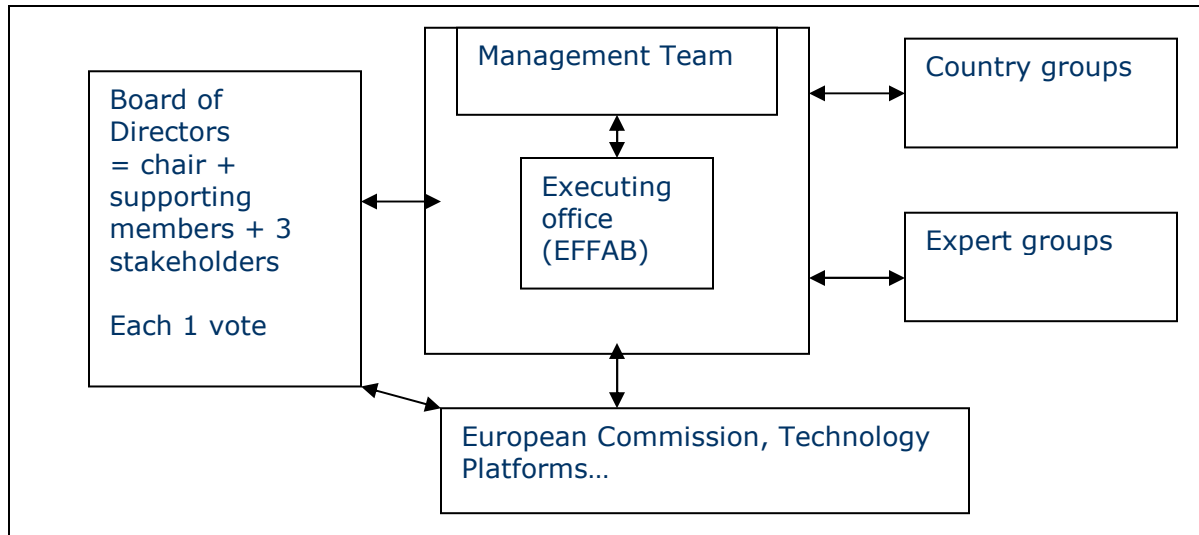 Board of
Directors
= chair +
supporting
members + 3
stakeholders
Each 1 vote
Management Team
Executing
office
(EFFAB)
Country groups
Expert groups
European Commission, Technology
Platforms…